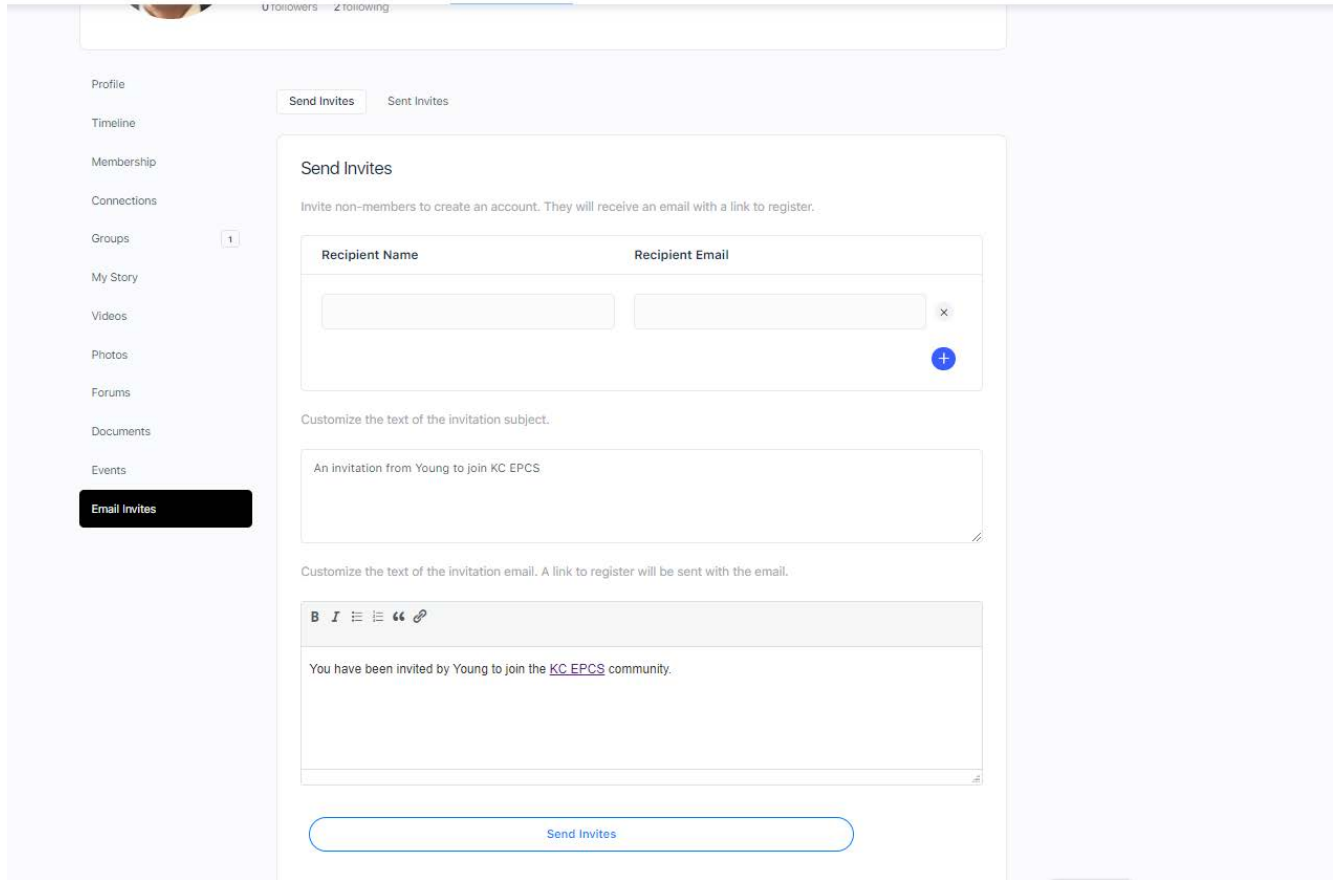 0 followers 2 following
Profile
Timeline
Membership
Connections
Groups 1
My Story
Videos
Photos
Forums
Documents
Events
Email Invites
Send Invites Sent Invites
Send Invites
Invite non-members to create an account. They will receive an email with a link to register.
Recipient Name Recipient Email
Customize the text of the invitation subject.
An invitation from Young to join KC EPCS
Customize the text of the invitation email. A link to register will be sent with the email.
B I
You have been invited by Young to join the KC EPCS community.
Send Invites